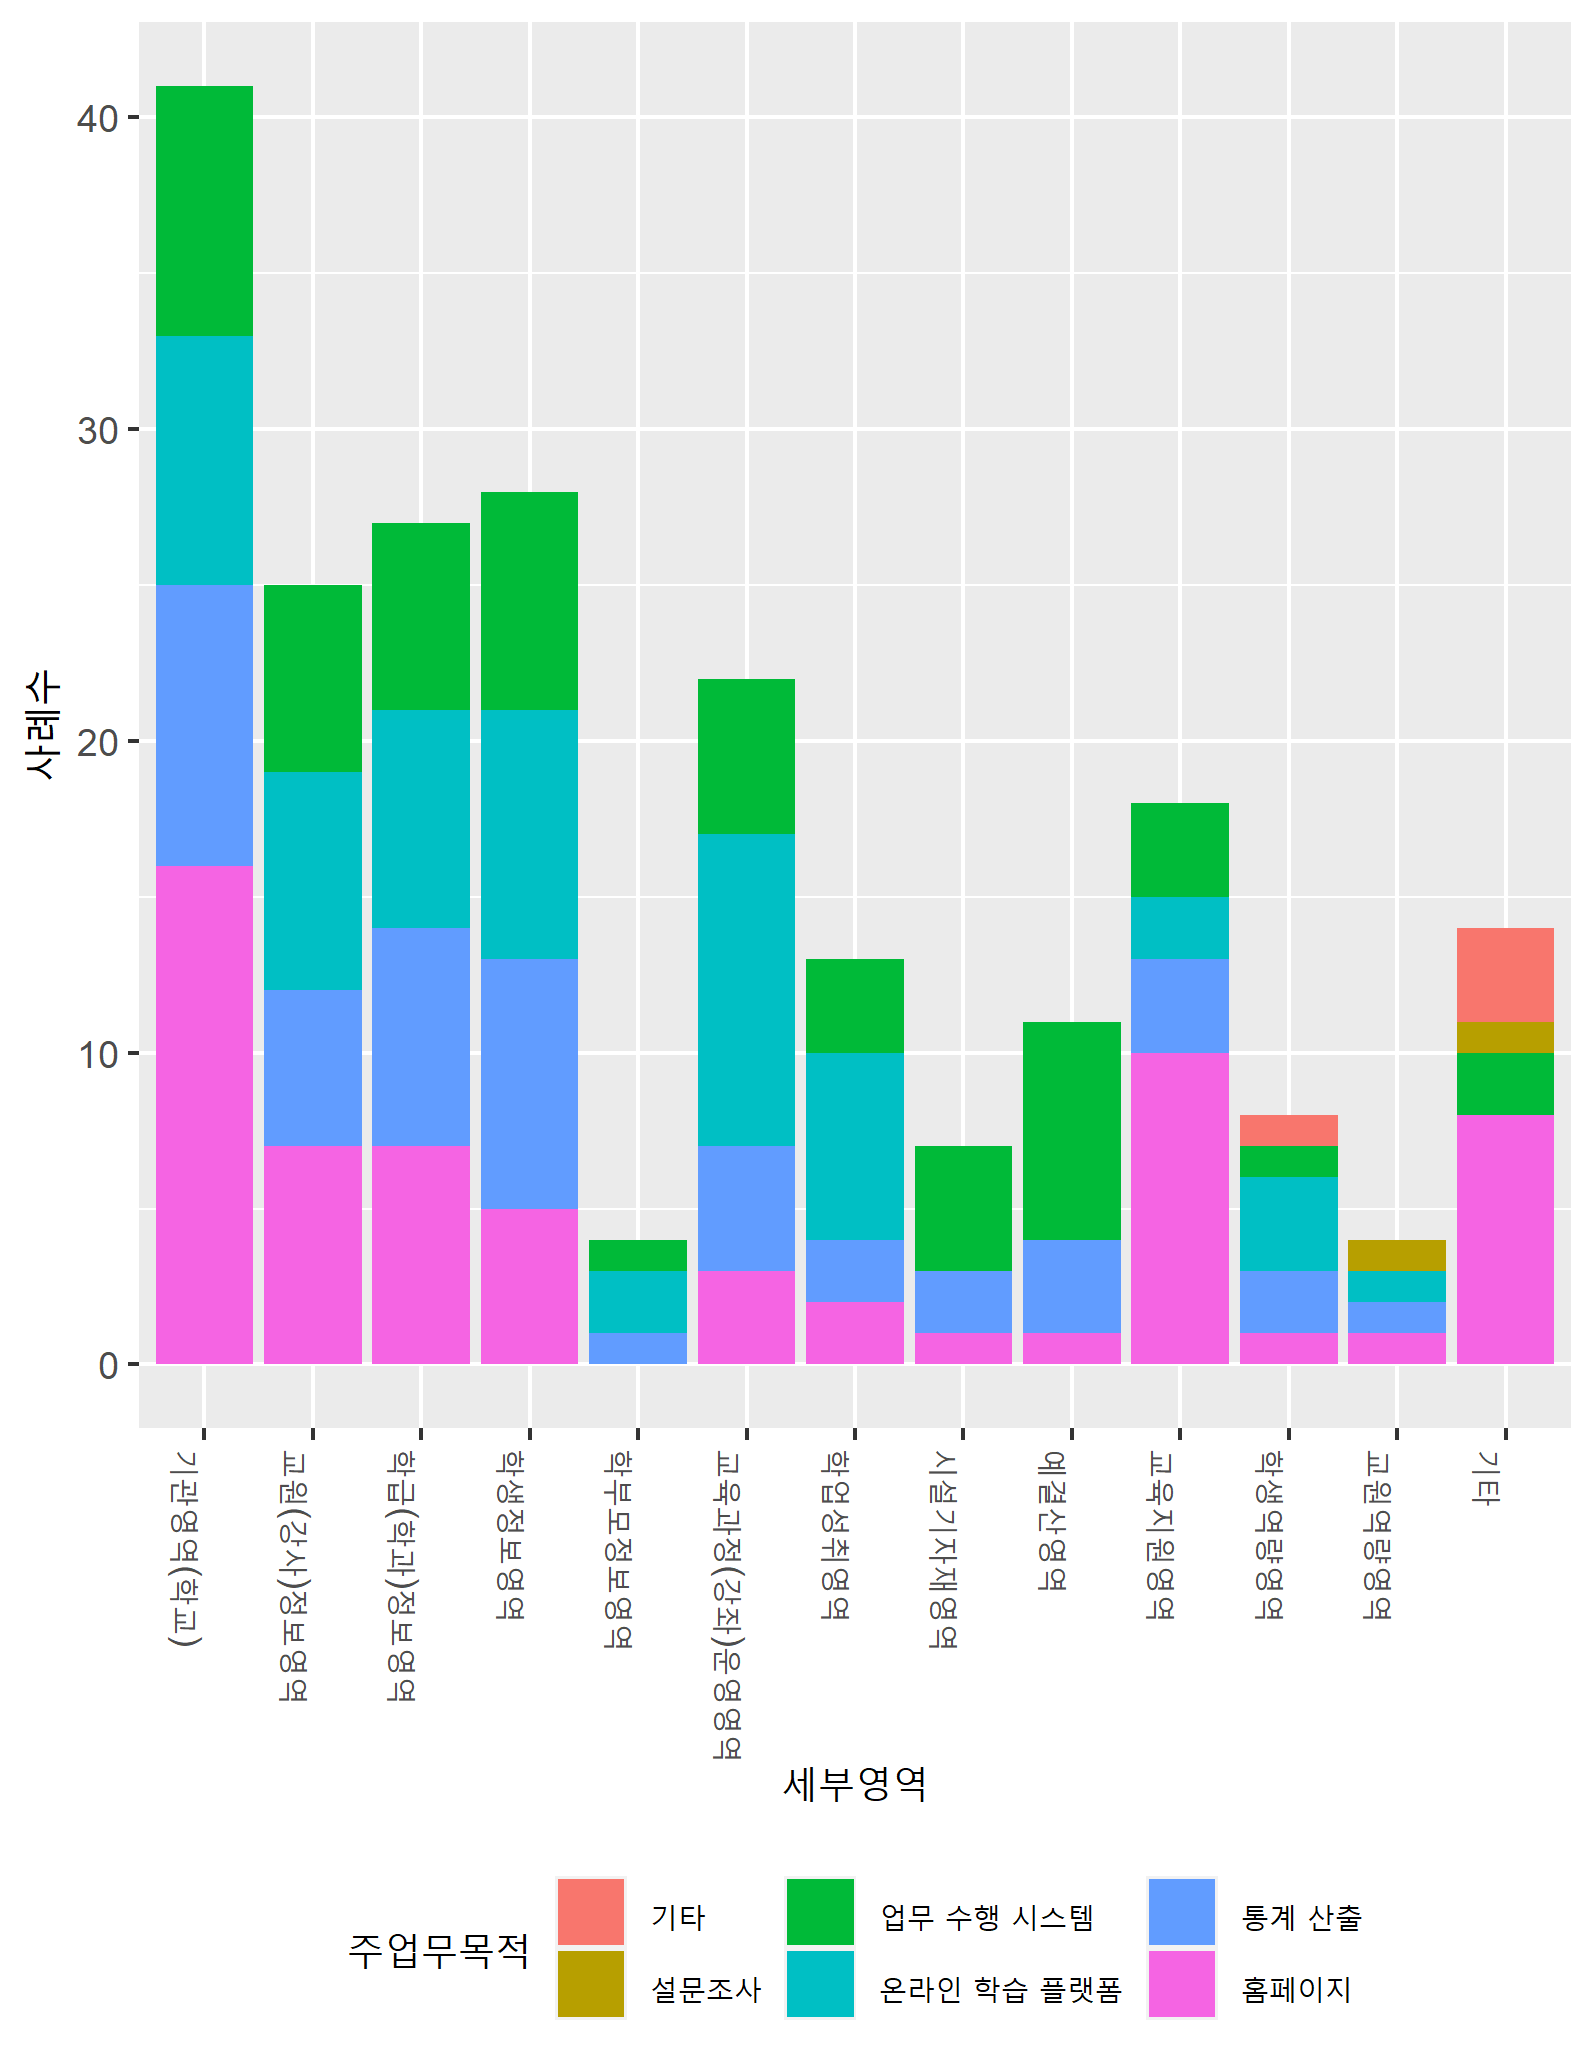 사례수
40
30
20
10
0
기관영역(학교)
교원(강사)정보영역
학급(학과)정보영역
학생정보영역
학부모정보영역
교육과정(강좌)운영영역
학업성취영역
시설기자재영역
예결산영역
교육지원영역
학생역량영역
교원역량영역
기타
세부영역
주업무목적
기타
업무 수행 시스템
통계 산출
설문조사
온라인 학습 플랫폼
홈페이지